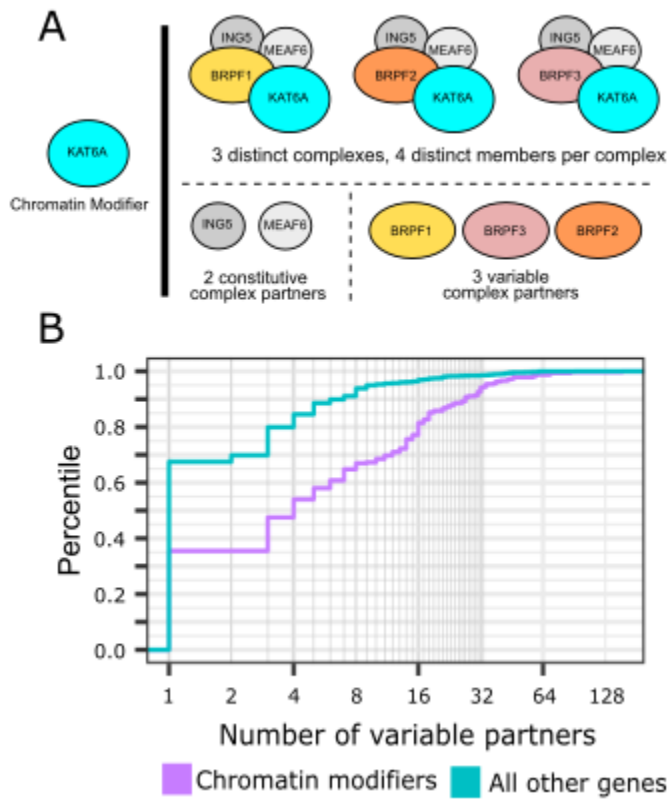 A
ING5
MEAF6
BRPF1
KAT6A
ING5
MEAF6
BRPF2
KAT6A
ING5
MEAF6
BRPF3
KAT6A
KAT6A
Chromatin Modifier
3 distinct complexes, 4 distinct members per complex
ING5
MEAF6
2 constitutive
complex partners
BRPF1
BRPF3
BRPF2
3 variable
complex partners
B
Percentile
1.0
0.8
0.6
0.4
0.2
0.0
1 2 4 8 16 32 64 128
Number of variable partners
Chromatin modifiers
All other genes